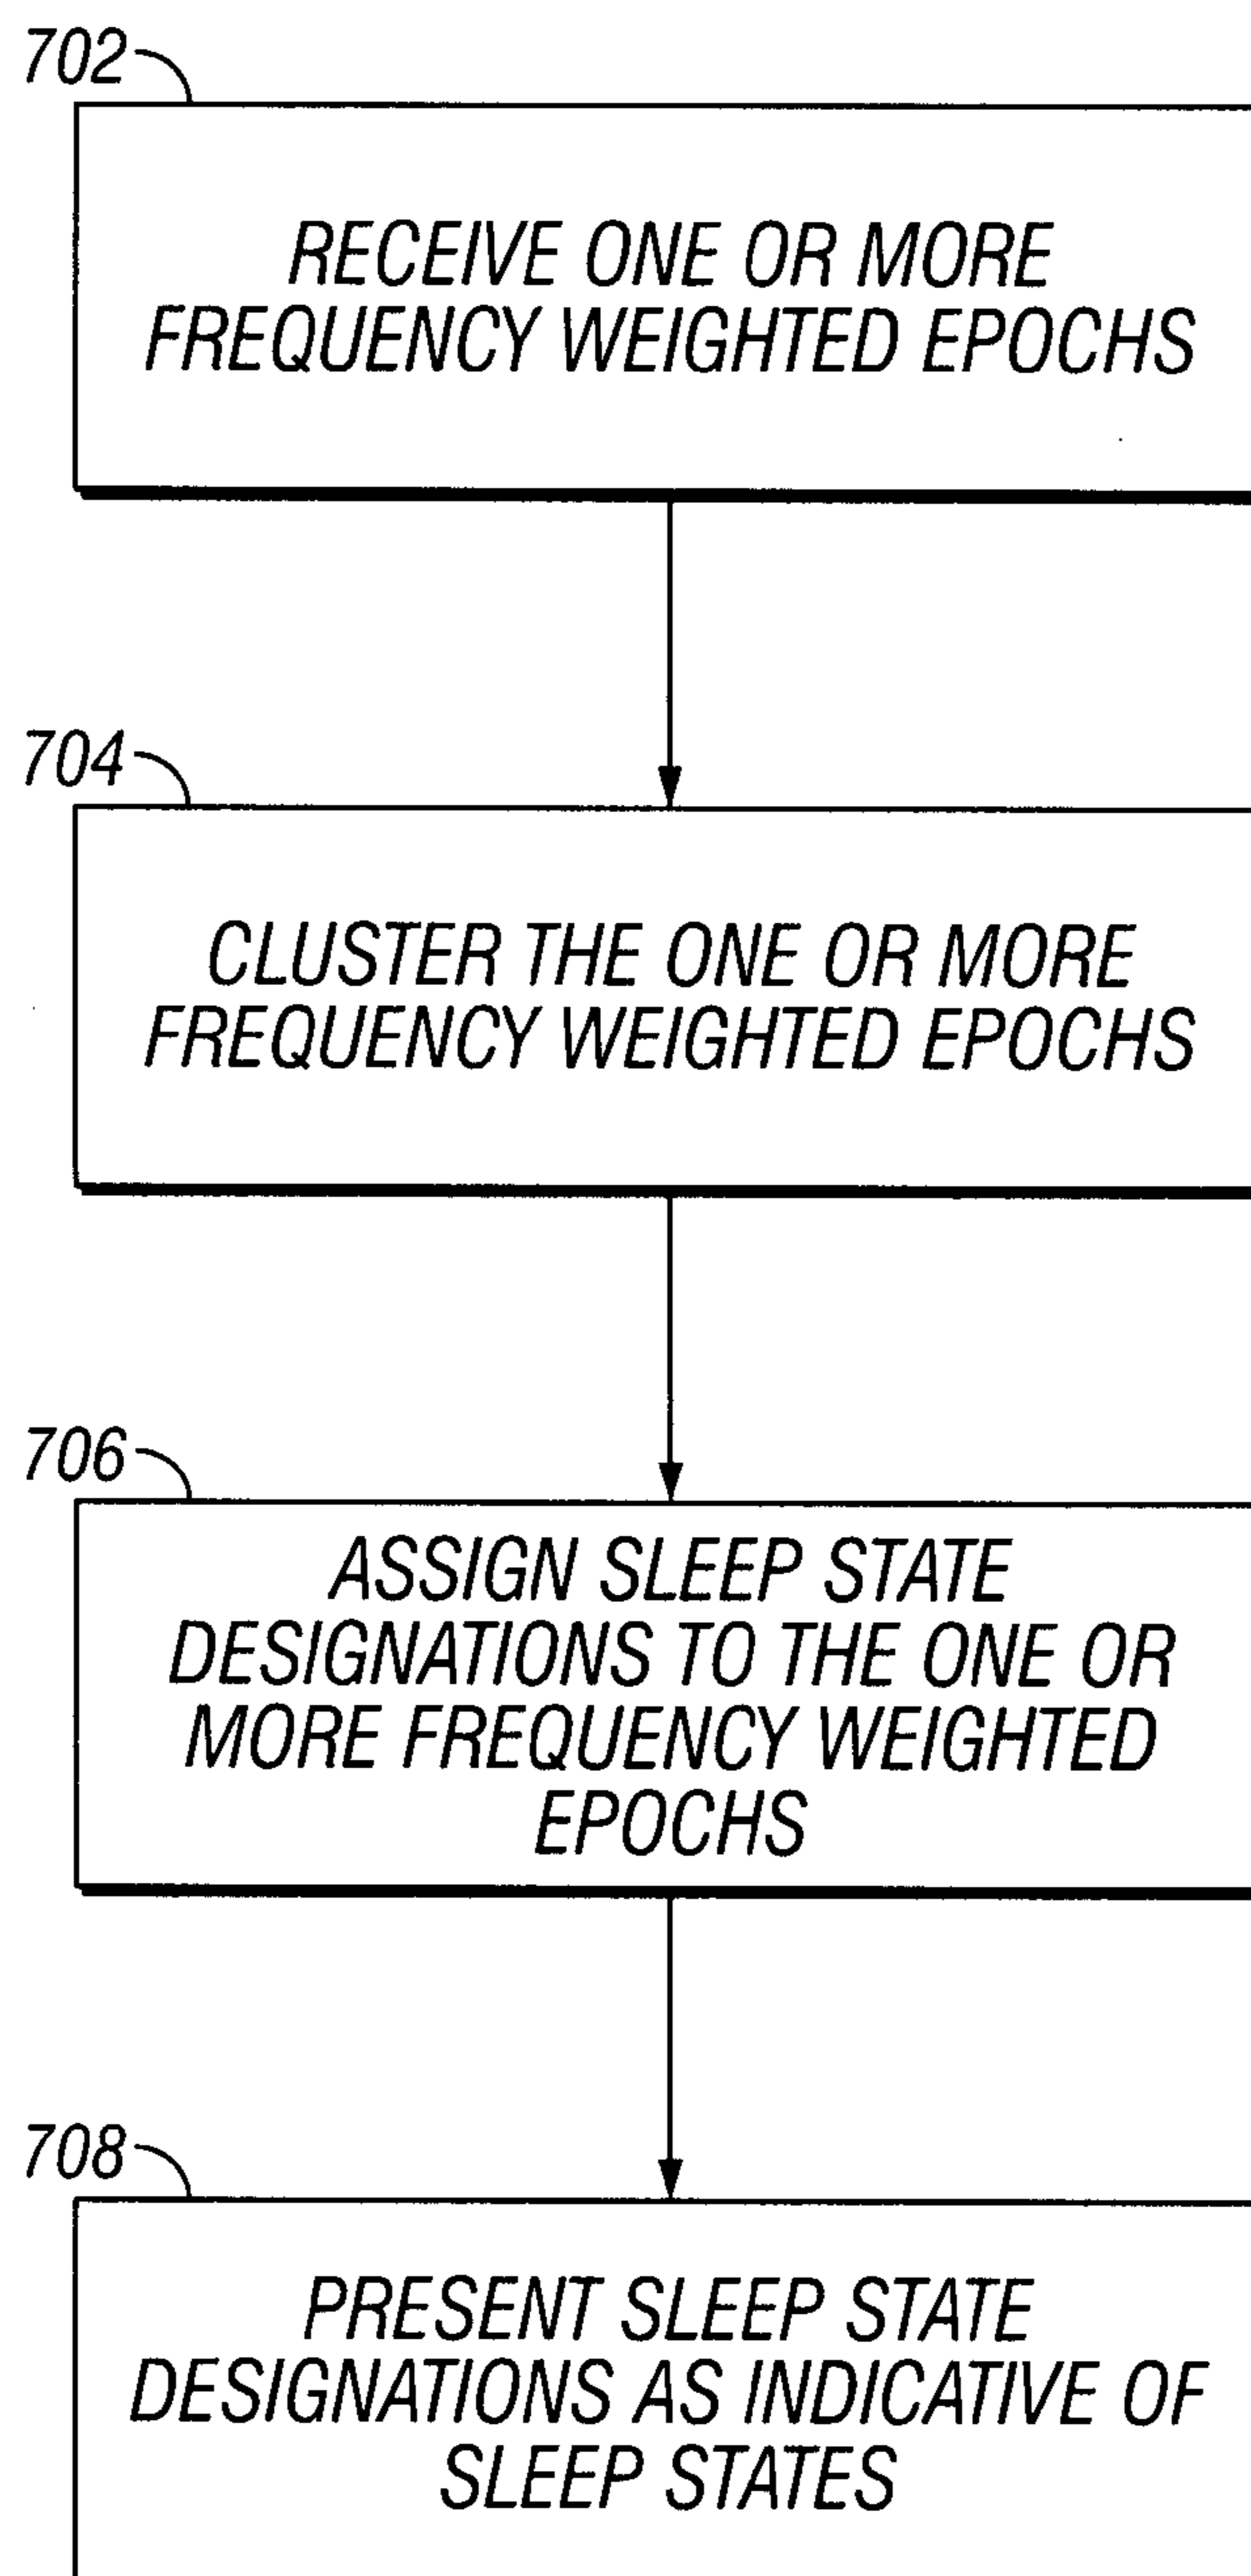 702
RECEIVE ONE OR MORE
FREQUENCY WEIGHTED EPOCHS
704
CLUSTER THE ONE OR MORE
FREQUENCY WEIGHTED EPOCHS
706
ASSIGN SLEEP STATE
DESIGNATIONS TO THE ONE OR
MORE FREQUENCY WEIGHTED
EPOCHS
708
PRESENT SLEEP STATE
DESIGNATIONS AS INDICATIVE OF
SLEEP STATES